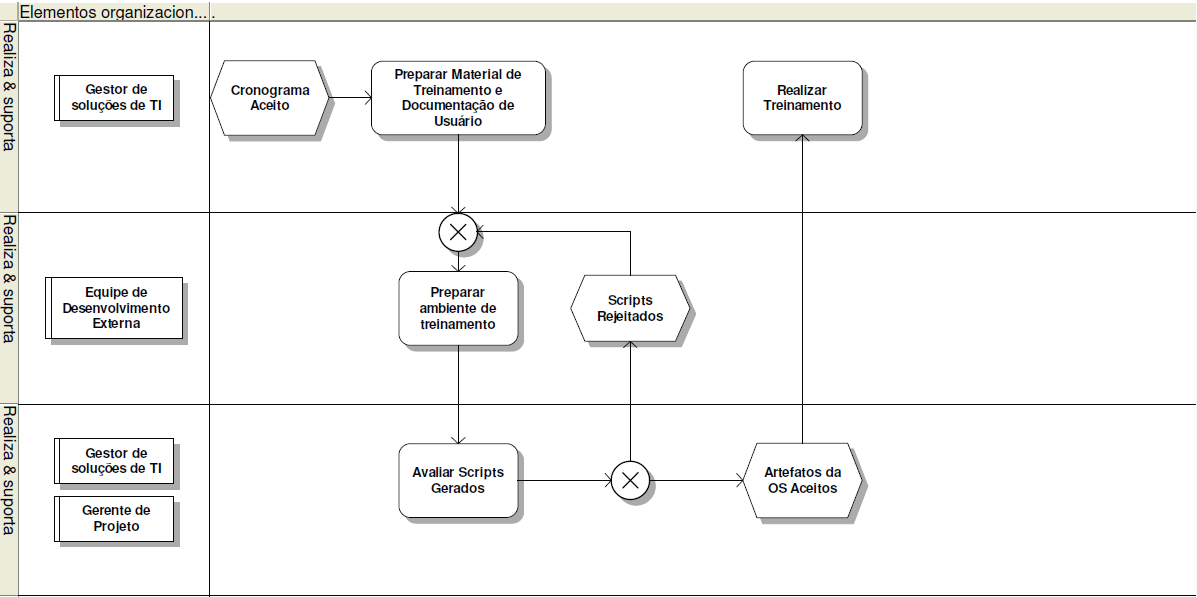 Elementos organizacion... .
Realiza & suporta
Gestor de
soluções de TI
Cronograma
Aceito
Preparar Material de
Treinamento e
Documentação de
Usuário
Realizar
Treinamento
Realiza & suporta
Equipe de
Desenvolvimento
Externa
Preparar
ambiente de
treinamento
Scripts
Rejeitados
Realiza & suporta
Gestor de
soluções de TI
Gerente de
Projeto
Avaliar Scripts
Gerados
Artefatos da
OS Aceitos